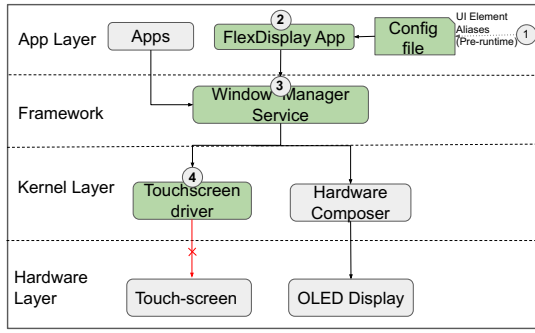 App Layer
Apps
2
FlexDisplay App
Config
file
UI Element
Aliases
(Pre-runtime)
1
Framework
3
Window Manager
Service
Kernel Layer
4
Touchscreen
driver
Hardware
Composer
Hardware
Layer
Touch-screen
OLED Display